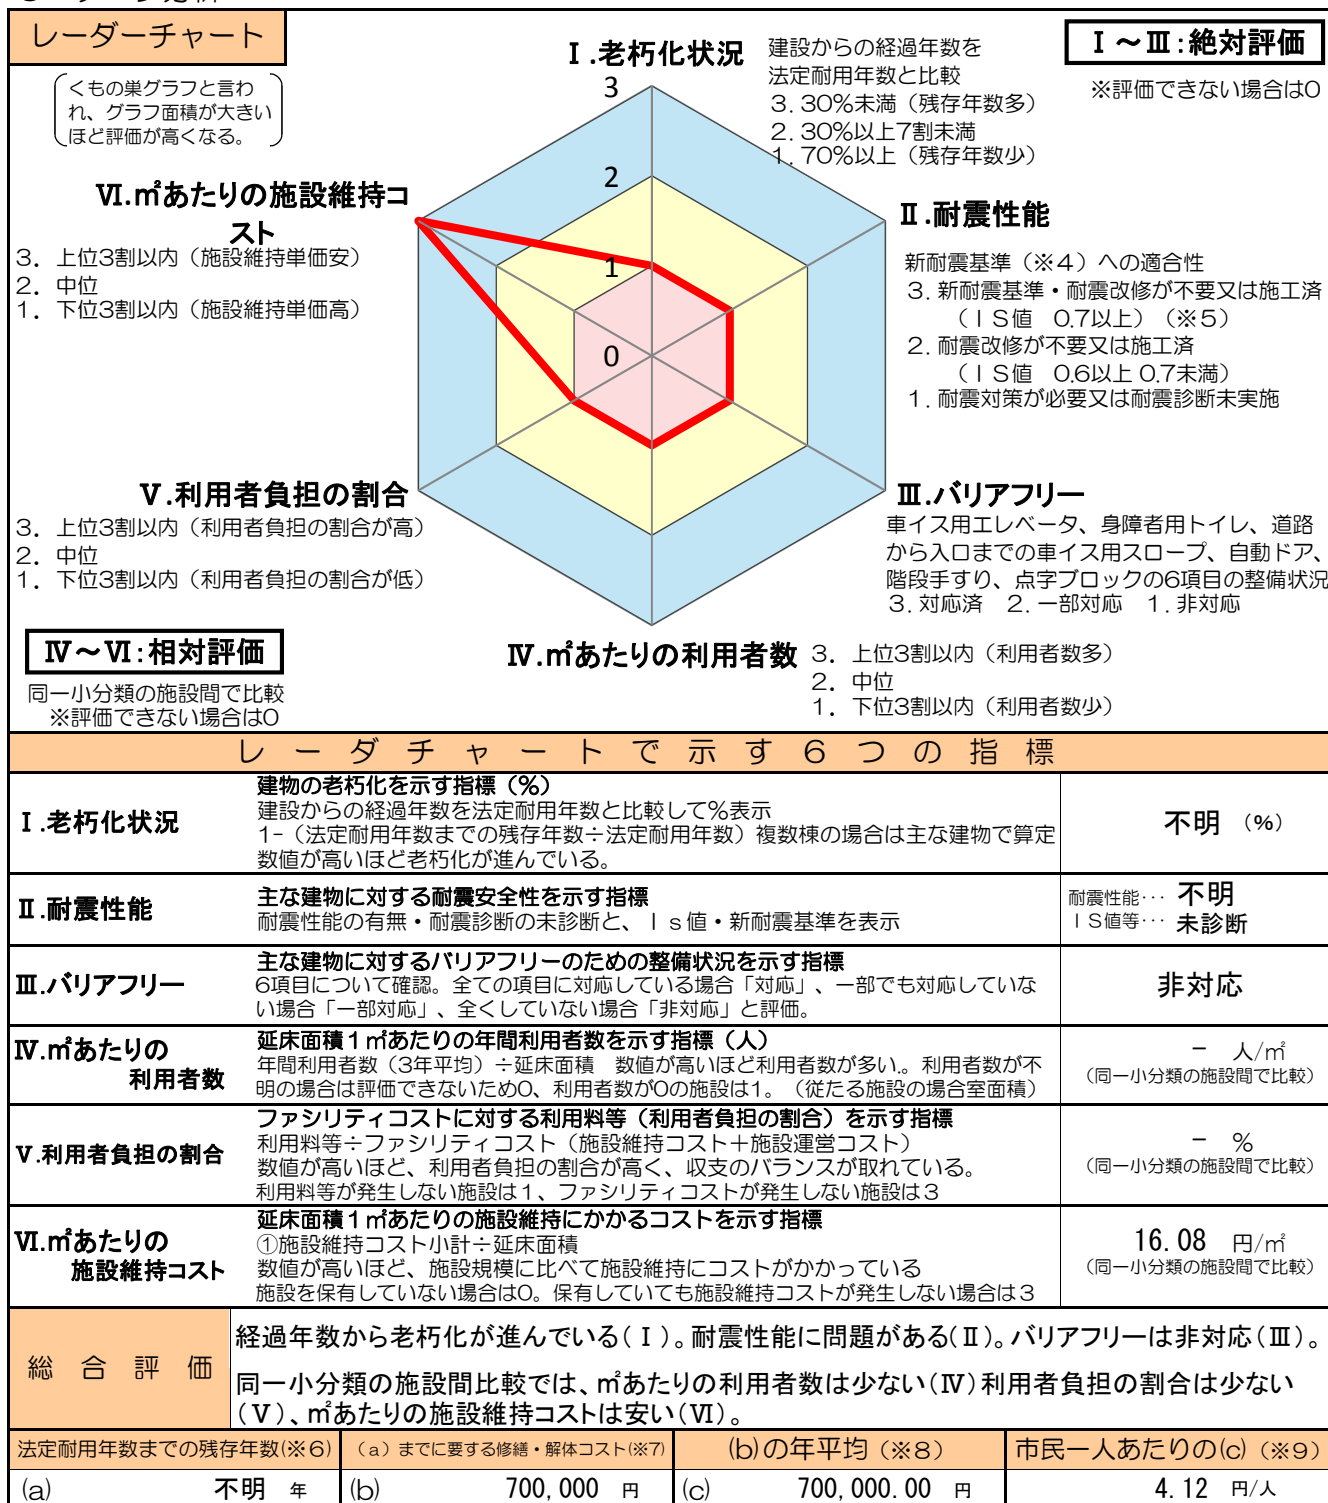 レーダーチャート
くもの巣グラフと言わ
れ、グラフ面積が大きい
ほど評価が高くなる。
Ⅰ.老朽化状況
建設からの経過年数を
法定耐用年数と比較
3. 30%未満（残存年数多）
2. 30%以上7割未満
1. 70%以上（残存年数少）
Ⅰ～Ⅲ:絶対評価
※評価できない場合は0
3
2
1
0
Ⅵ.㎡あたりの施設維持コ
スト
3. 上位3割以内（施設維持単価安）
2. 中位
1. 下位3割以内（施設維持単価高）
Ⅱ.耐震性能
新耐震基準（※4）への適合性
3. 新耐震基準・耐震改修が不要又は施工済
（ＩＳ値 0.7以上）（※5）
2. 耐震改修が不要又は施工済
（ＩＳ値 0.6以上 0.7未満）
1. 耐震対策が必要又は耐震診断未実施
Ⅴ.利用者負担の割合
3. 上位3割以内（利用者負担の割合が高）
2. 中位
1. 下位3割以内（利用者負担の割合が低）
Ⅲ.バリアフリー
車イス用エレベータ、身障者用トイレ、道路
から入口までの車イス用スロープ、自動ドア、
階段手すり、点字ブロックの6項目の整備状況
3. 対応済 2. 一部対応 1. 非対応
Ⅳ～Ⅵ:相対評価
同一小分類の施設間で比較
※評価できない場合は0
Ⅳ.㎡あたりの利用者数
3. 上位3割以内（利用者数多）
2. 中位
1. 下位3割以内（利用者数少）
レーダチャートで示す6つの指標
Ⅰ.老朽化状況
建物の老朽化を示す指標（%）
建設からの経過年数を法定耐用年数と比較して%表示
1-（法定耐用年数までの残存年数÷法定耐用年数）複数棟の場合は主な建物で算定
数値が高いほど老朽化が進んでいる。
不明（%）
Ⅱ.耐震性能
主な建物に対する耐震安全性を示す指標
耐震性能の有無・耐震診断の未診断と、Ｉｓ値・新耐震基準を表示
耐震性能… 不明
ＩＳ値等… 未診断
Ⅲ.バリアフリー
主な建物に対するバリアフリーのための整備状況を示す指標
6項目について確認。全ての項目に対応している場合「対応」、一部でも対応していな
い場合「一部対応」、全くしていない場合「非対応」と評価。
非対応
Ⅳ.㎡あたりの
利用者数
延床面積1㎡あたりの年間利用者数を示す指標（人）
年間利用者数（3年平均）÷延床面積 数値が高いほど利用者数が多い。利用者数が不
明の場合は評価できないため0、利用者数が0の施設は1。（従たる施設の場合室面積）
－ 人/㎡
（同一小分類の施設間で比較）
Ⅴ.利用者負担の割合
ファシリティコストに対する利用料等（利用者負担の割合）を示す指標
利用料等÷ファシリティコスト（施設維持コスト＋施設運営コスト）
数値が高いほど、利用者負担の割合が高く、収支のバランスが取れている。
利用料等が発生しない施設は1、ファシリティコストが発生しない施設は3
－ %
（同一小分類の施設間で比較）
Ⅵ.㎡あたりの
施設維持コスト
延床面積1㎡あたりの施設維持にかかるコストを示す指標
①施設維持コスト小計÷延床面積
数値が高いほど、施設規模に比べて施設維持にコストがかかっている
施設を保有していない場合は0。保有していても施設維持コストが発生しない場合は3
16.08 円/㎡
（同一小分類の施設間で比較）
総合評価
経過年数から老朽化が進んでいる(Ⅰ)。耐震性能に問題がある(Ⅱ)。バリアフリーは非対応(Ⅲ)。
同一小分類の施設間比較では、㎡あたりの利用者数は少ない(Ⅳ)利用者負担の割合は少ない
(Ⅴ)、㎡あたりの施設維持コストは安い(Ⅵ)。
法定耐用年数までの残存年数(※6)
（a）までに要する修繕・解体コスト(※7)
(b)の年平均（※8）
市民一人あたりの(c)（※9）
(a) 不明 年
(b) 700,000 円
(c) 700,000.00 円
4.12 円/人